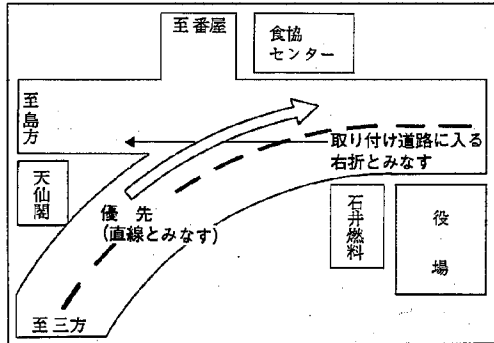 至番屋
食協
センター
至島方
取り付け道路に入る
右折とみなす
天仙閣
優先
(直線とみなす)
石井燃料
役場
至三方